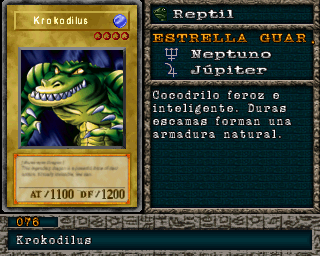 Krokodilus
AT/1100 DF/1200
Reptil
ESTRELLA GUAR.
Neptuno
Júpiter
Cocodrilo feroz e
inteligente. Duras
escamas forman una
armadura natural.
076
Krokodilus